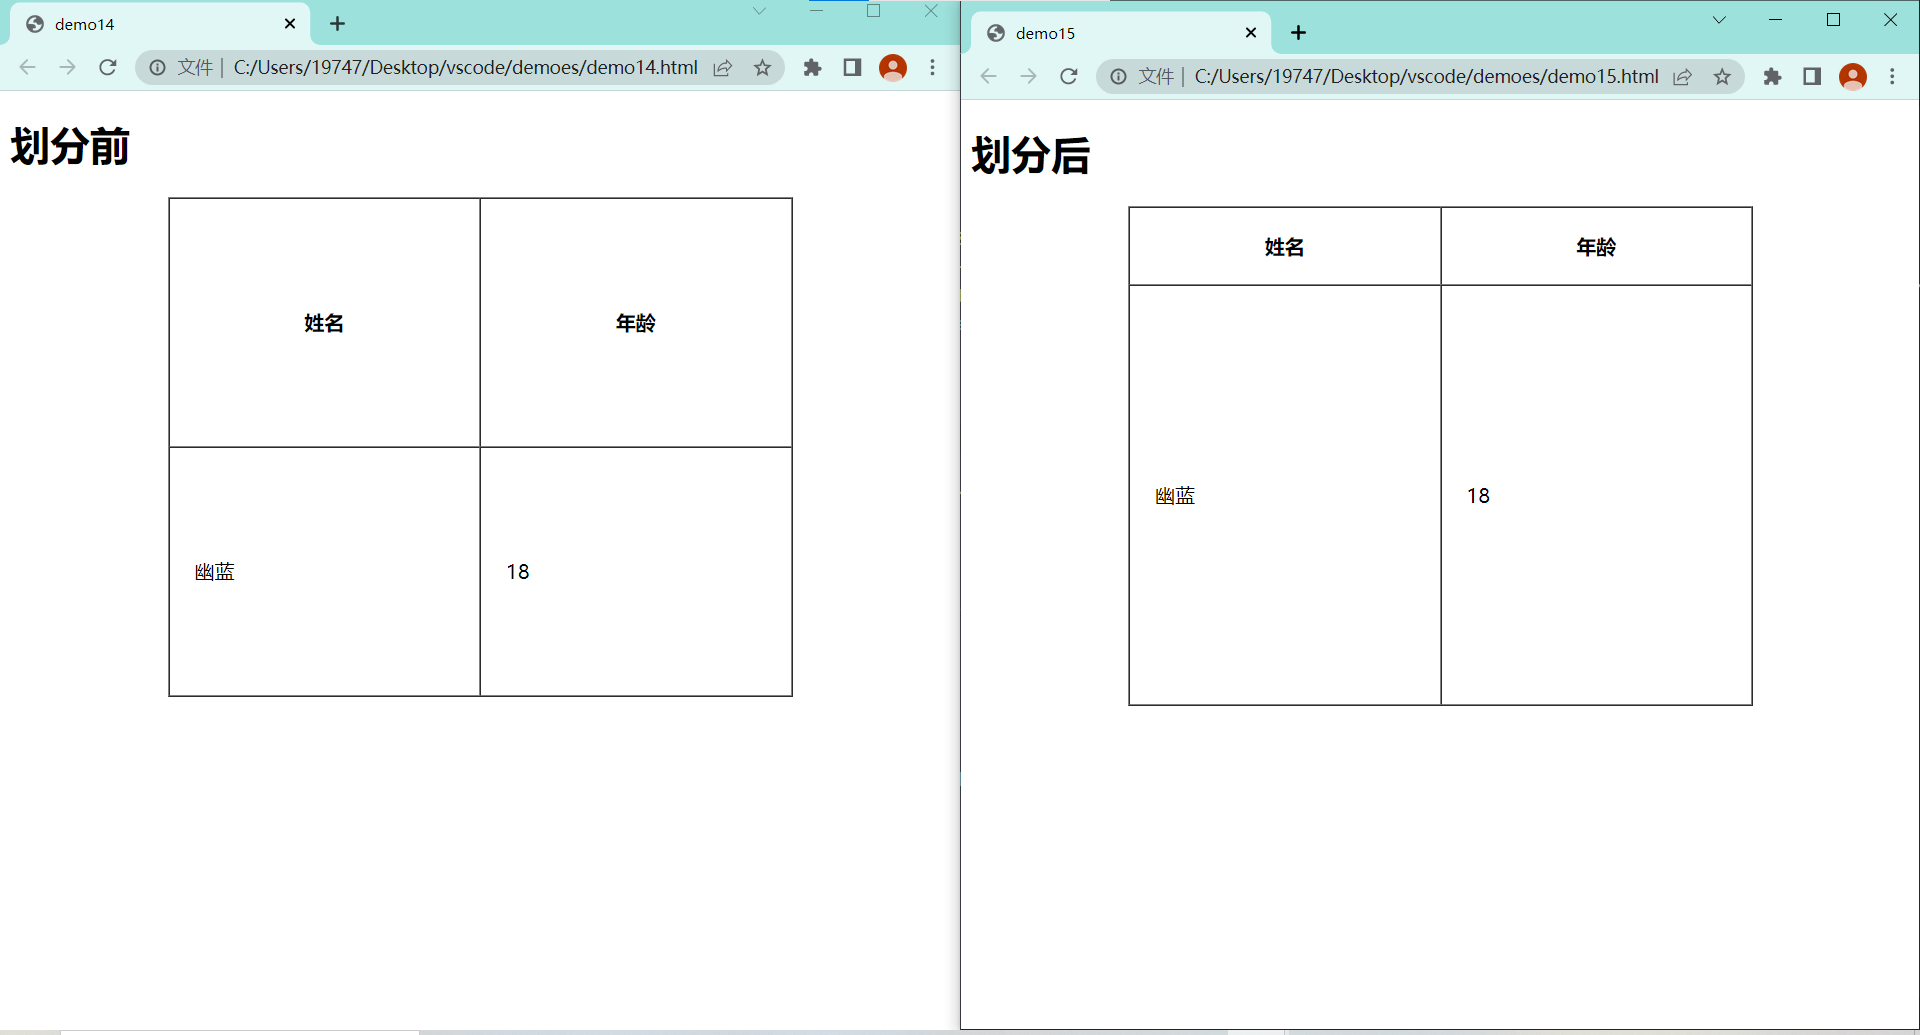 demo14
文件 | C:/Users/19747/Desktop/vscode/demoes/demo14.html
划分前
姓名 年龄
幽蓝 18
demo15
文件 | C:/Users/19747/Desktop/vscode/demoes/demo15.html
划分后
姓名 年龄
幽蓝 18